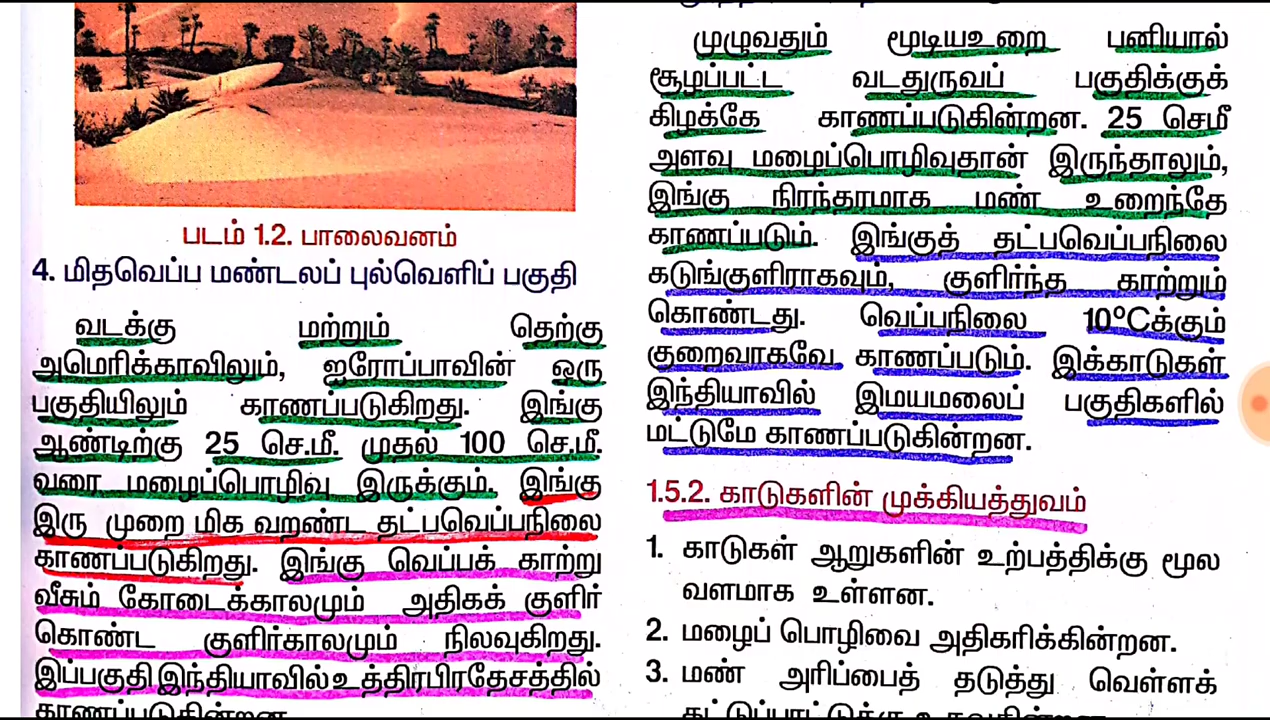 படம் 1.2. பாலைவனம்
4. மிதவெப்ப மண்டலப் புல்வெளிப் பகுதி
வடக்கு மற்றும் தெற்கு
அமெரிக்காவிலும், ஐரோப்பாவின் ஒரு
பகுதியிலும் காணப்படுகிறது. இங்கு
ஆண்டிற்கு 25 செ.மீ. முதல் 100 செ.மீ.
வரை மழைப்பொழிவு இருக்கும். இங்கு
இரு முறை மிக வறண்ட தட்பவெப்பநிலை
காணப்படுகிறது. இங்கு வெப்பக் காற்று
வீசும் கோடைக்காலமும் அதிகக் குளிர்
கொண்ட குளிர்காலமும் நிலவுகிறது.
இப்பகுதி இந்தியாவில் உத்திரபிரதேசத்தில்
காணப்படுகின்றன
முழுவதும் மூடியஉறை பனியால்
சூழப்பட்ட வடதுருவப் பகுதிக்குக்
கிழக்கே காணப்படுகின்றன. 25 செமீ
அளவு மழைப்பொழிவுதான் இருந்தாலும்,
இங்கு நிரந்தரமாக மண் உறைந்தே
காணப்படும். இங்குத் தட்பவெப்பநிலை
கடுங்குளிராகவும், குளிர்ந்த காற்றும்
கொண்டது. வெப்பநிலை 10°Cக்கும்
குறைவாகவே காணப்படும். இக்காடுகள்
இந்தியாவில் இமயமலைப் பகுதிகளில்
மட்டுமே காணப்படுகின்றன.
1.5.2. காடுகளின் முக்கியத்துவம்
1. காடுகள் ஆறுகளின் உற்பத்திக்கு மூல
வளமாக உள்ளன.
2. மழைப் பொழிவை அதிகரிக்கின்றன.
3. மண் அரிப்பைத் தடுத்து வெள்ளக்
கட்டுப்பாட்டுக்கு உதவுகின்றன